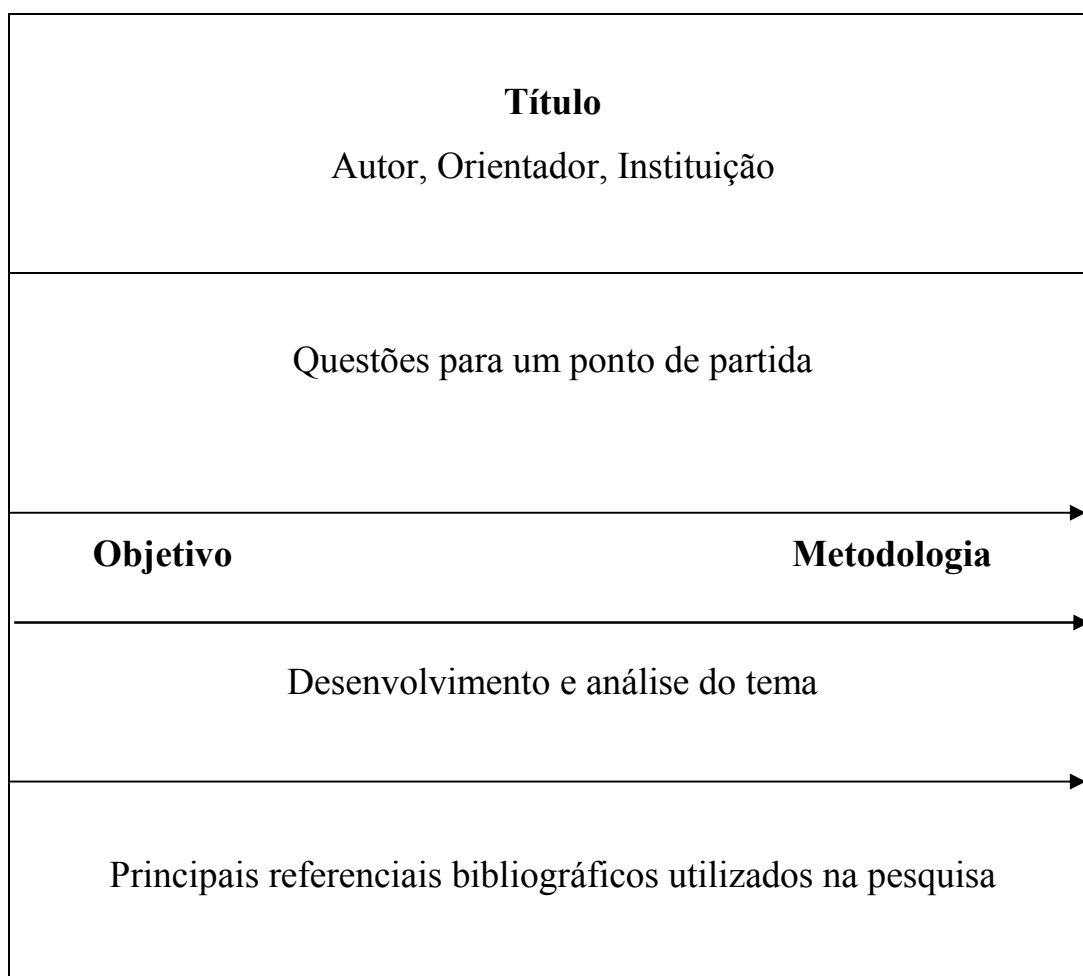 Título
Autor, Orientador, Instituição
Questões para um ponto de partida
Objetivo Metodologia
Desenvolvimento e análise do tema
Principais referenciais bibliográficos utilizados na pesquisa